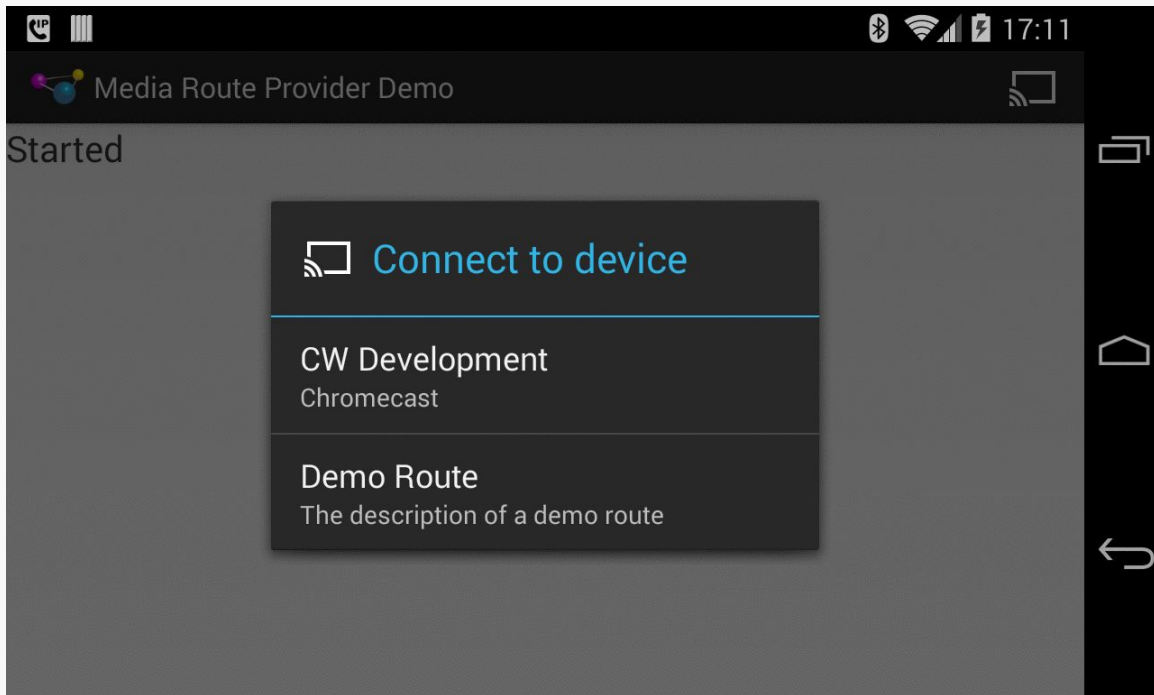 IP
17:11
Media Route Provider Demo
Started
Connect to device
CW Development
Chromecast
Demo Route
The description of a demo route